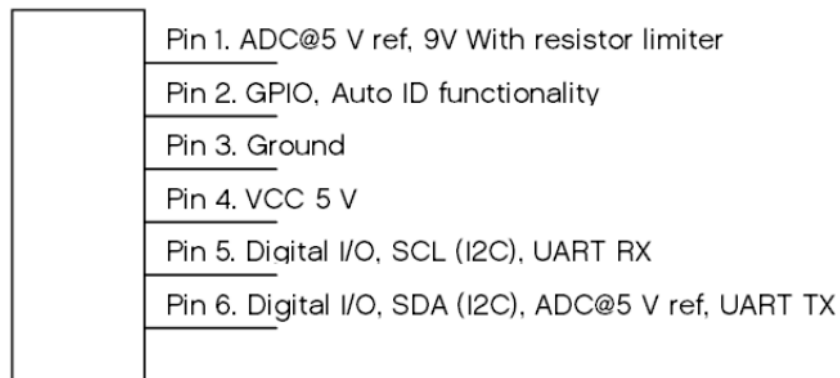 Pin 1. ADC@5 V ref, 9V With resistor limiter
Pin 2. GPIO, Auto ID functionality
Pin 3. Ground
Pin 4. VCC 5 V
Pin 5. Digital I/O, SCL (I2C), UART RX
Pin 6. Digital I/O, SDA (I2C), ADC@5 V ref, UART TX